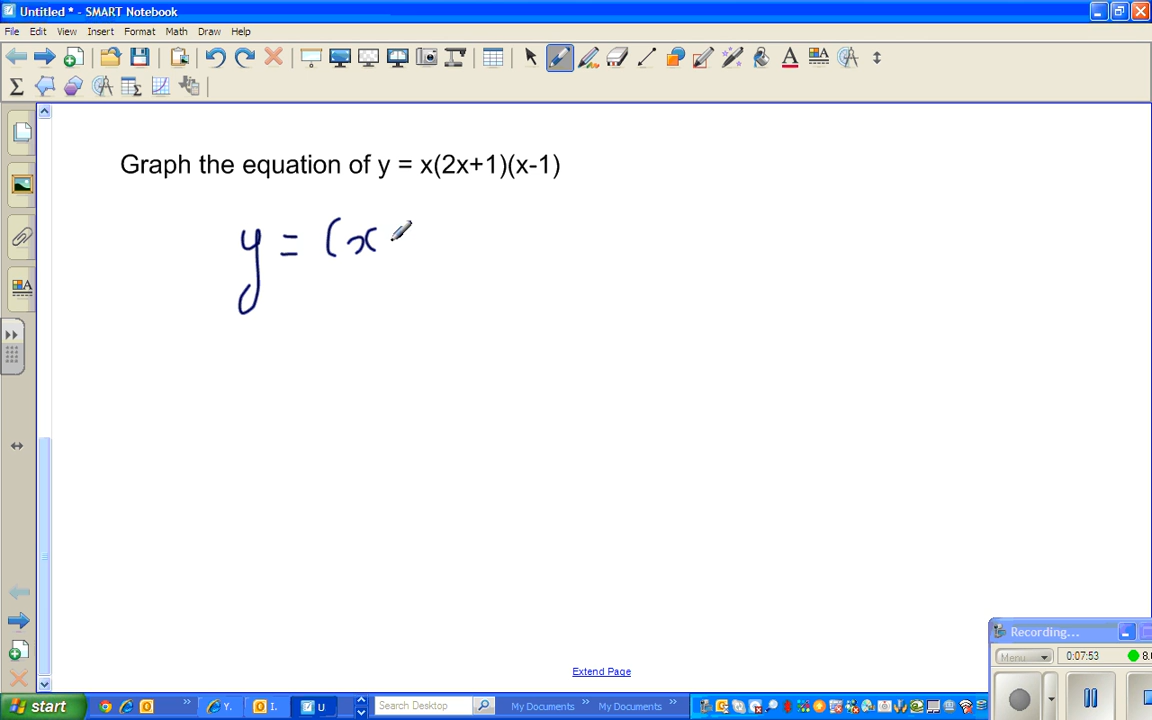 Untitled * - SMART Notebook
File Edit View Insert Format Math Draw Help
Graph the equation of y = x(2x+1)(x-1)
y = (x
Extend Page
Recording...
Menu 0:07:53 8.
start Y. I. U Search Desktop My Documents » My Documents »